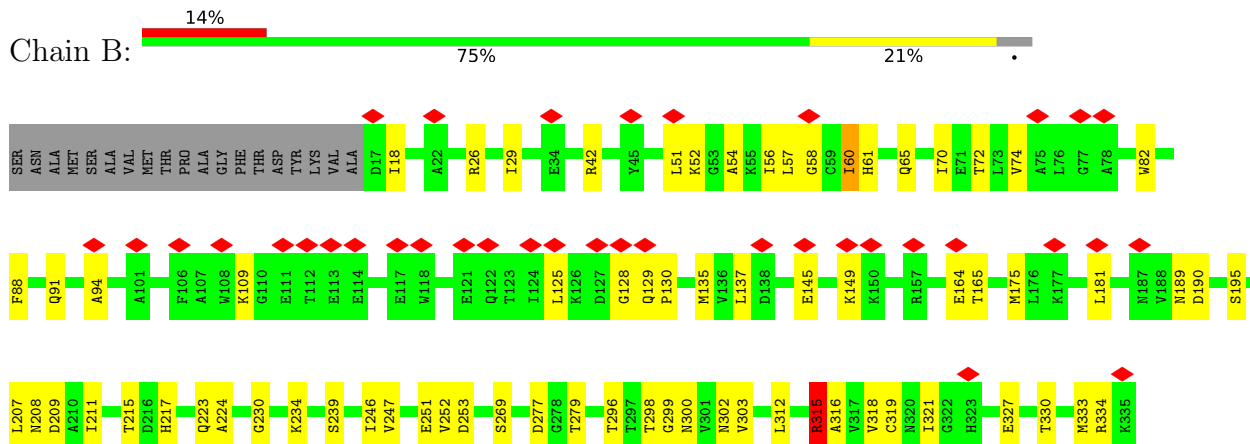 14%
Chain B:
75% 21% •
SER ASN ALA MET SER ALA VAL MET THR PRO ALA GLY PHE THR ASP TYR LYS VAL ALA D17 I18 A22 R26 I29 E34 R42 Y45 L51 K52 G53 A54 K55 I56 L57 G58 C59 I60 H61 Q65 I70 E71 T72 L73 V74 A75 L76 G77 A78 W82
F88 Q91 A94 A101 F106 A107 W108 K109 G110 E111 T112 E113 E114 E117 W118 E121 Q122 T123 I124 L125 K126 D127 G128 Q129 P130 M135 V136 L137 D138 E145 K149 K150 R157 E164 T165 M175 L176 K177 L181 N187 V188 N189 D190 S195
L207 N208 D209 A210 I211 T215 D216 H217 Q223 A224 G230 K234 S239 I246 V247 E251 V252 D253 S269 D277 G278 T279 T296 T297 T298 G299 N300 V301 N302 V303 L312 R315 A316 V317 V318 C319 N320 I321 G322 H323 E327 T330 M333 R334 K335